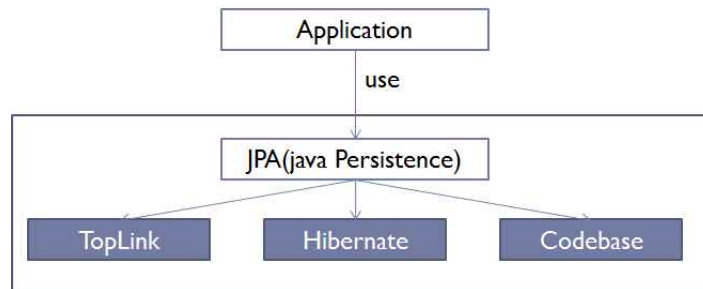 Application
use
JPA(java Persistence)
TopLink
Hibernate
Codebase